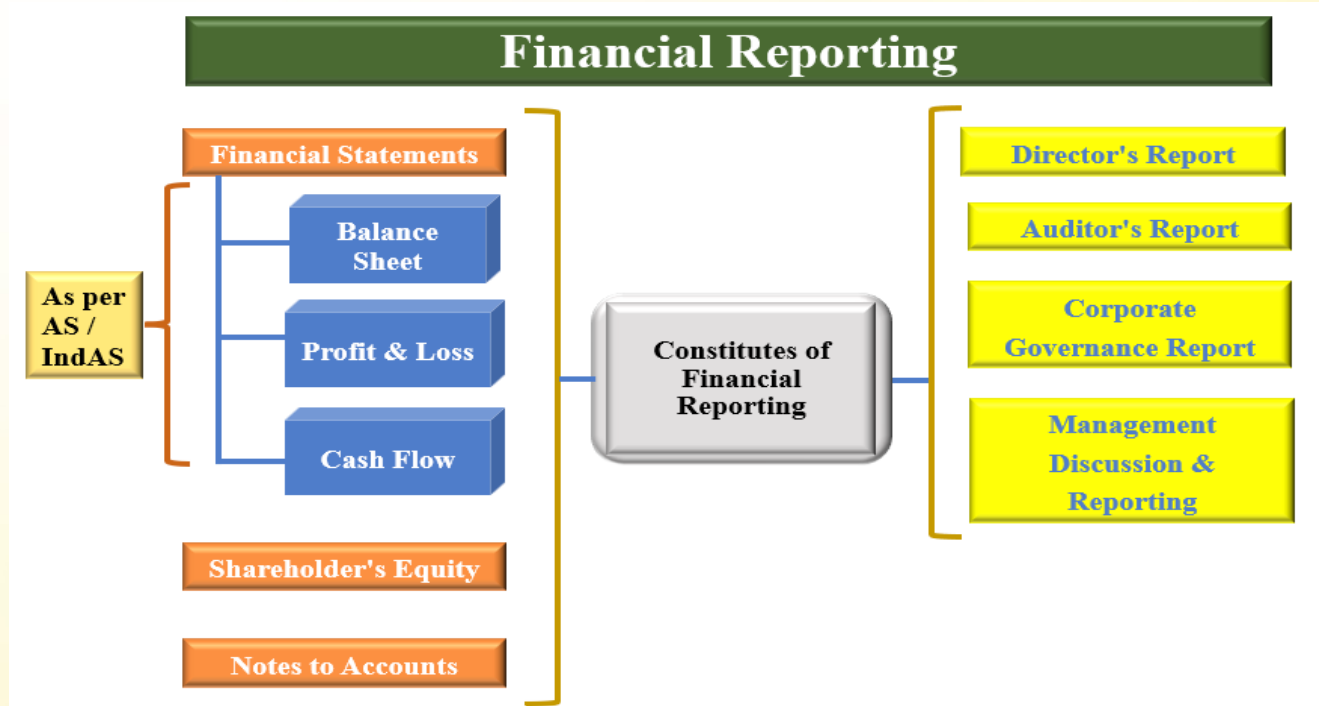 Financial Reporting
Financial Statements
Balance
Sheet
Profit & Loss
Cash Flow
As per
AS /
IndAS
Shareholder's Equity
Notes to Accounts
Constitutes of
Financial
Reporting
Director's Report
Auditor's Report
Corporate
Governance Report
Management
Discussion &
Reporting